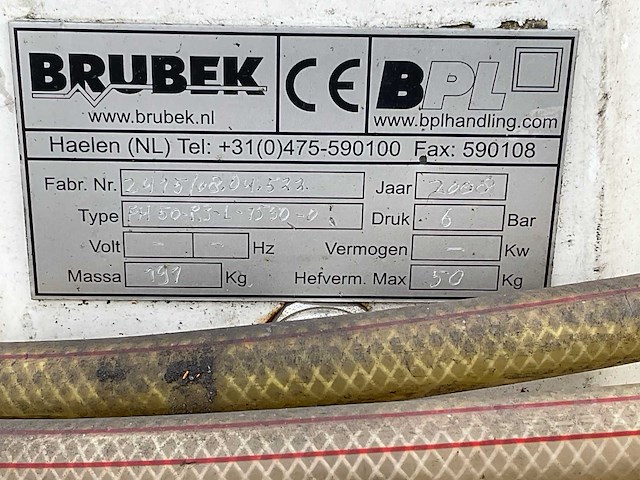 BRUBEK CE BPL
www.brubek.nl www.bplhandling.com
Haelen (NL) Tel: +31(0)475-590100 Fax: 590108
Fabr. Nr. Jaar 2008
Type Druk 6 Bar
Volt - - Hz Vermogen - Kw
Massa 191 Kg Hefverm. Max 50 Kg